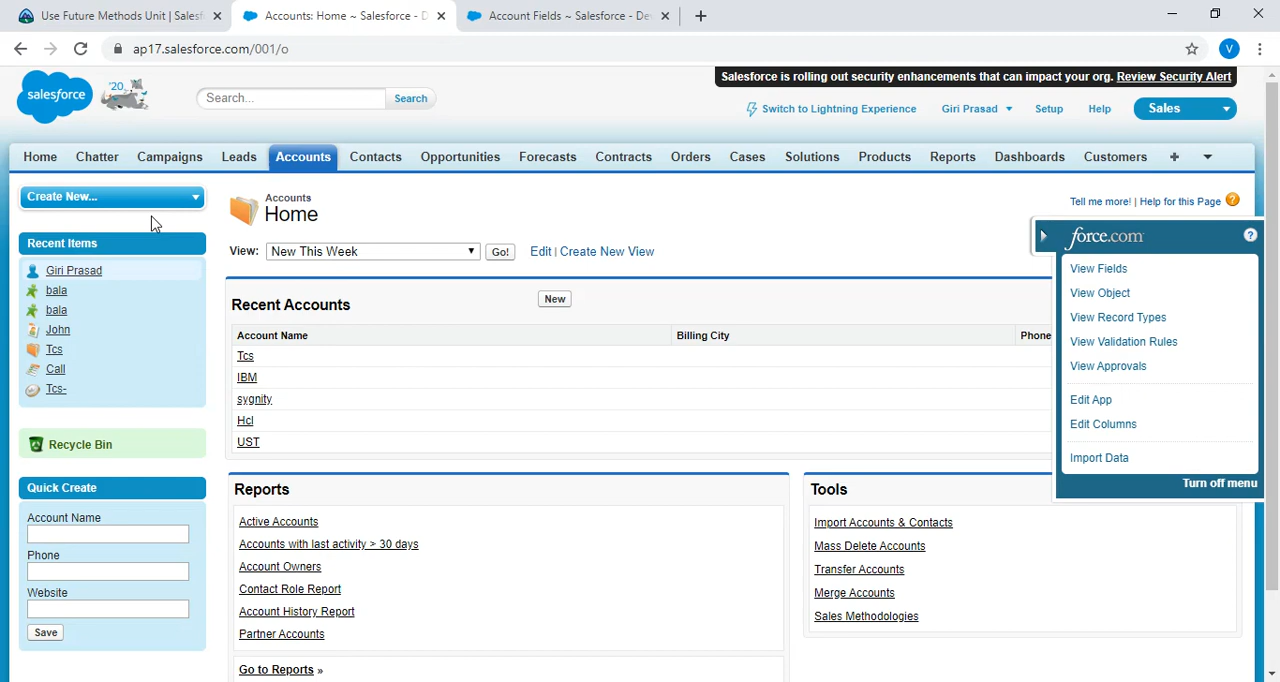 Use Future Methods Unit | Salesf
Accounts: Home ~ Salesforce - D
Account Fields ~ Salesforce - De
ap17.salesforce.com/001/o
V
Salesforce is rolling out security enhancements that can impact your org. Review Security Alert
salesforce
'20
Search...
Search
Switch to Lightning Experience
Giri Prasad
Setup
Help
Sales
Home
Chatter
Campaigns
Leads
Accounts
Contacts
Opportunities
Forecasts
Contracts
Orders
Cases
Solutions
Products
Reports
Dashboards
Customers
+
Create New...
Recent Items
Giri Prasad
bala
bala
John
Tcs
Call
Tcs-
Recycle Bin
Quick Create
Account Name
Phone
Website
Save
Accounts
Home
Tell me more! | Help for this Page ?
View: New This Week Go! Edit | Create New View
Recent Accounts New
Account Name Billing City Phone
Tcs
IBM
sygnity
Hcl
UST
Reports
Active Accounts
Accounts with last activity > 30 days
Account Owners
Contact Role Report
Account History Report
Partner Accounts
Go to Reports »
Tools
Import Accounts & Contacts
Mass Delete Accounts
Transfer Accounts
Merge Accounts
Sales Methodologies
force.com ?
View Fields
View Object
View Record Types
View Validation Rules
View Approvals
Edit App
Edit Columns
Import Data
Turn off menu